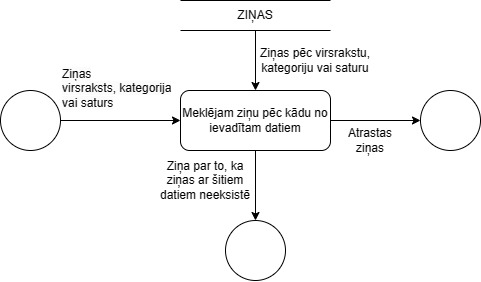 ZIŅAS
Ziņas pēc virsrakstu,
kategoriju vai saturu
Ziņas
virsraksts, kategorija
vai saturs
Meklējam ziņu pēc kādu no
ievadītam datiem
Atrastas
ziņas
Ziņa par to, ka
ziņas ar šitiem
datiem neeksistē